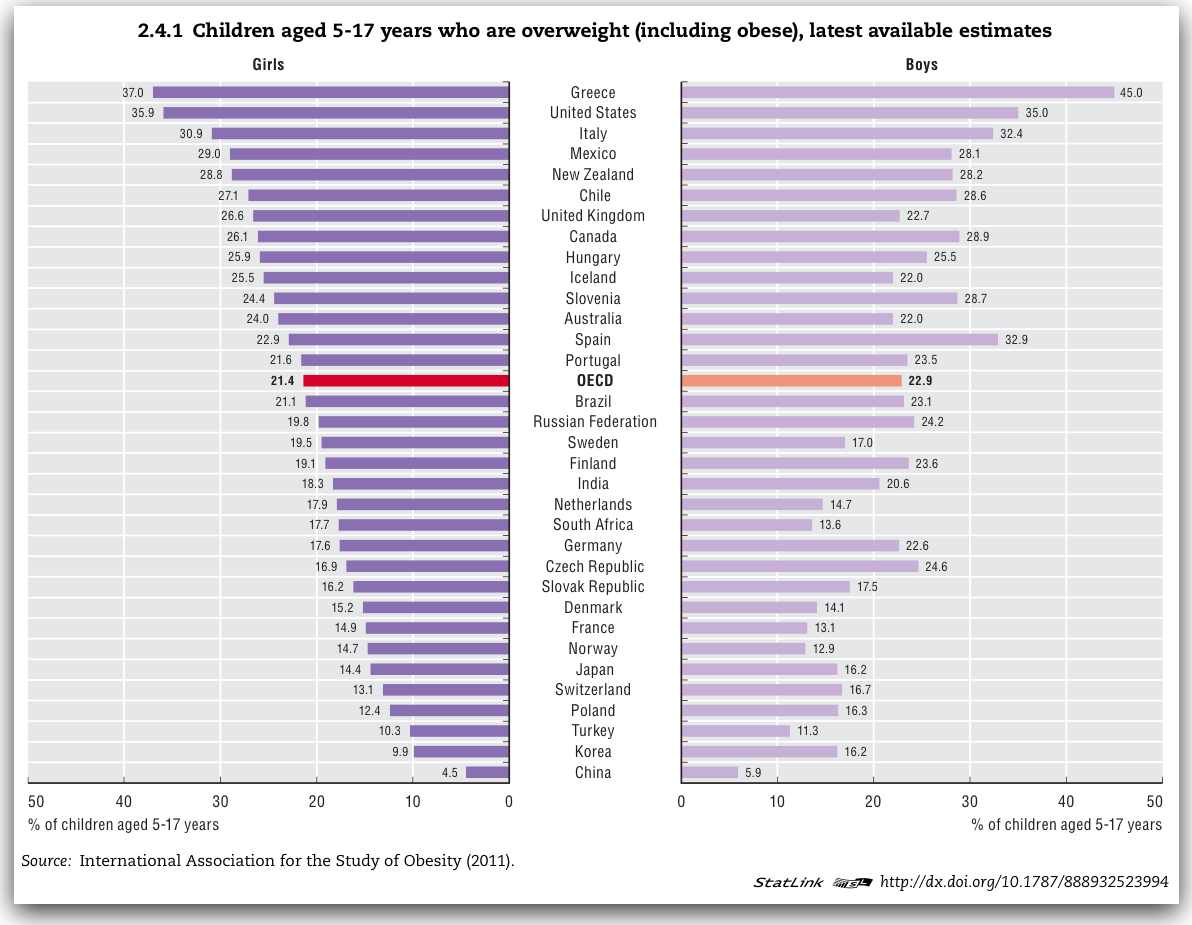 2.4.1 Children aged 5-17 years who are overweight (including obese), latest available estimates
Girls Boys
37.0 Greece 45.0
35.9 United States 35.0
30.9 Italy 32.4
29.0 Mexico 28.1
28.8 New Zealand 28.2
27.1 Chile 28.6
26.6 United Kingdom 22.7
26.1 Canada 28.9
25.9 Hungary 25.5
25.5 Iceland 22.0
24.4 Slovenia 28.7
24.0 Australia 22.0
22.9 Spain 32.9
21.6 Portugal 23.5
21.4 OECD 22.9
21.1 Brazil 23.1
19.8 Russian Federation 24.2
19.5 Sweden 17.0
19.1 Finland 23.6
18.3 India 20.6
17.9 Netherlands 14.7
17.7 South Africa 13.6
17.6 Germany 22.6
16.9 Czech Republic 24.6
16.2 Slovak Republic 17.5
15.2 Denmark 14.1
14.9 France 13.1
14.7 Norway 12.9
14.4 Japan 16.2
13.1 Switzerland 16.7
12.4 Poland 16.3
10.3 Turkey 11.3
9.9 Korea 16.2
4.5 China 5.9
50 40 30 20 10 0 0 10 20 30 40 50
% of children aged 5-17 years % of children aged 5-17 years
Source: International Association for the Study of Obesity (2011).
StatLink http://dx.doi.org/10.1787/888932523994